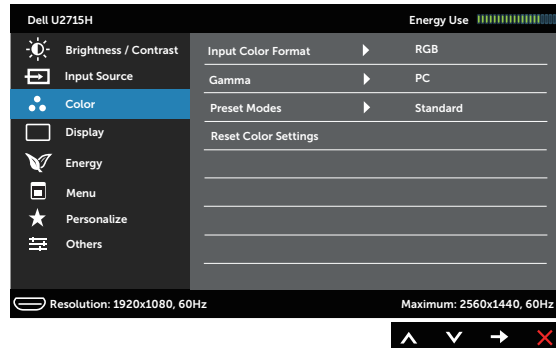 Dell U2715H Energy Use
Brightness / Contrast Input Color Format RGB
Input Source Gamma PC
Color Preset Modes Standard
Display Reset Color Settings
Energy
Menu
Personalize
Others
Resolution: 1920x1080, 60Hz Maximum: 2560x1440, 60Hz